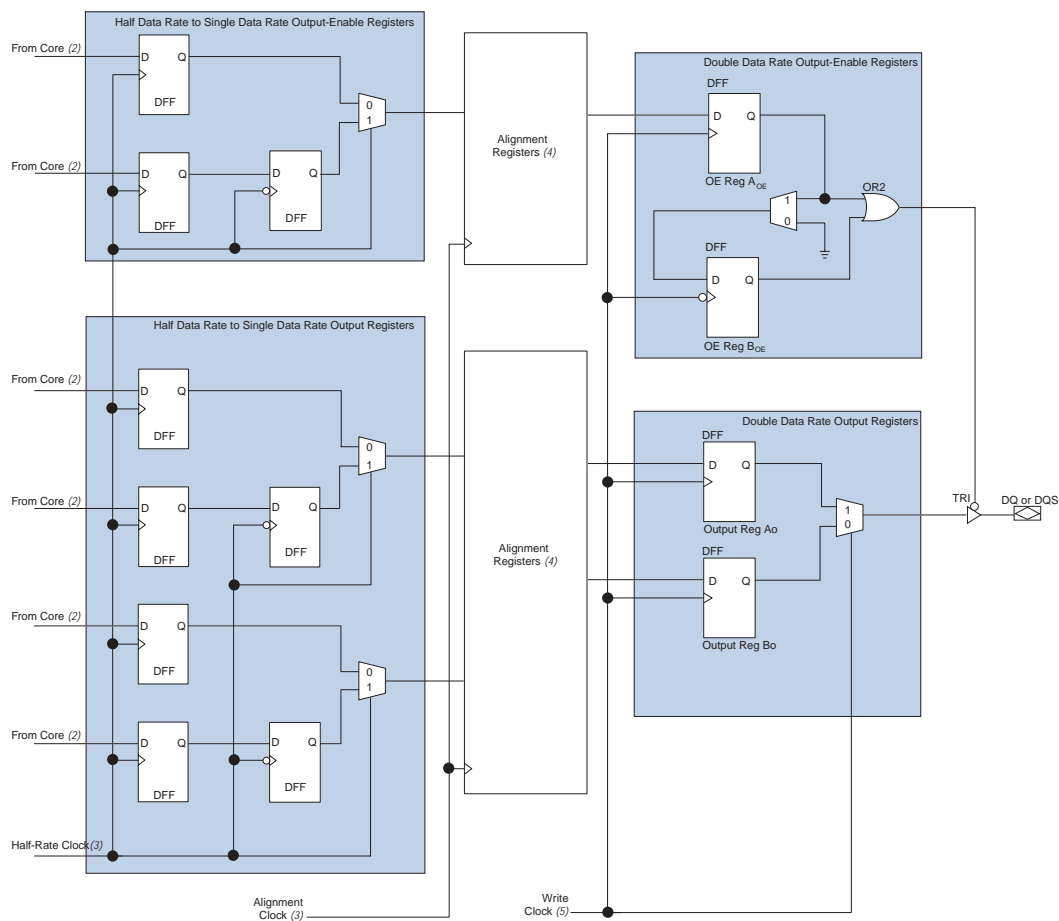 Half Data Rate to Single Data Rate Output-Enable Registers
From Core (2)
D Q
DFF
0
1
From Core (2)
D Q
DFF
D Q
DFF
Alignment
Registers (4)
Double Data Rate Output-Enable Registers
DFF
D Q
OE Reg AOE
OR2
1
0
DFF
D Q
OE Reg BOE
Half Data Rate to Single Data Rate Output Registers
From Core (2)
D Q
DFF
0
1
From Core (2)
D Q
DFF
D Q
DFF
From Core (2)
D Q
DFF
0
1
From Core (2)
D Q
DFF
D Q
DFF
Half-Rate Clock(3)
Alignment
Registers (4)
Double Data Rate Output Registers
DFF
D Q
Output Reg Ao
1
0
DFF
D Q
Output Reg Bo
TRI
DQ or DQS
Alignment
Clock (3)
Write
Clock (5)